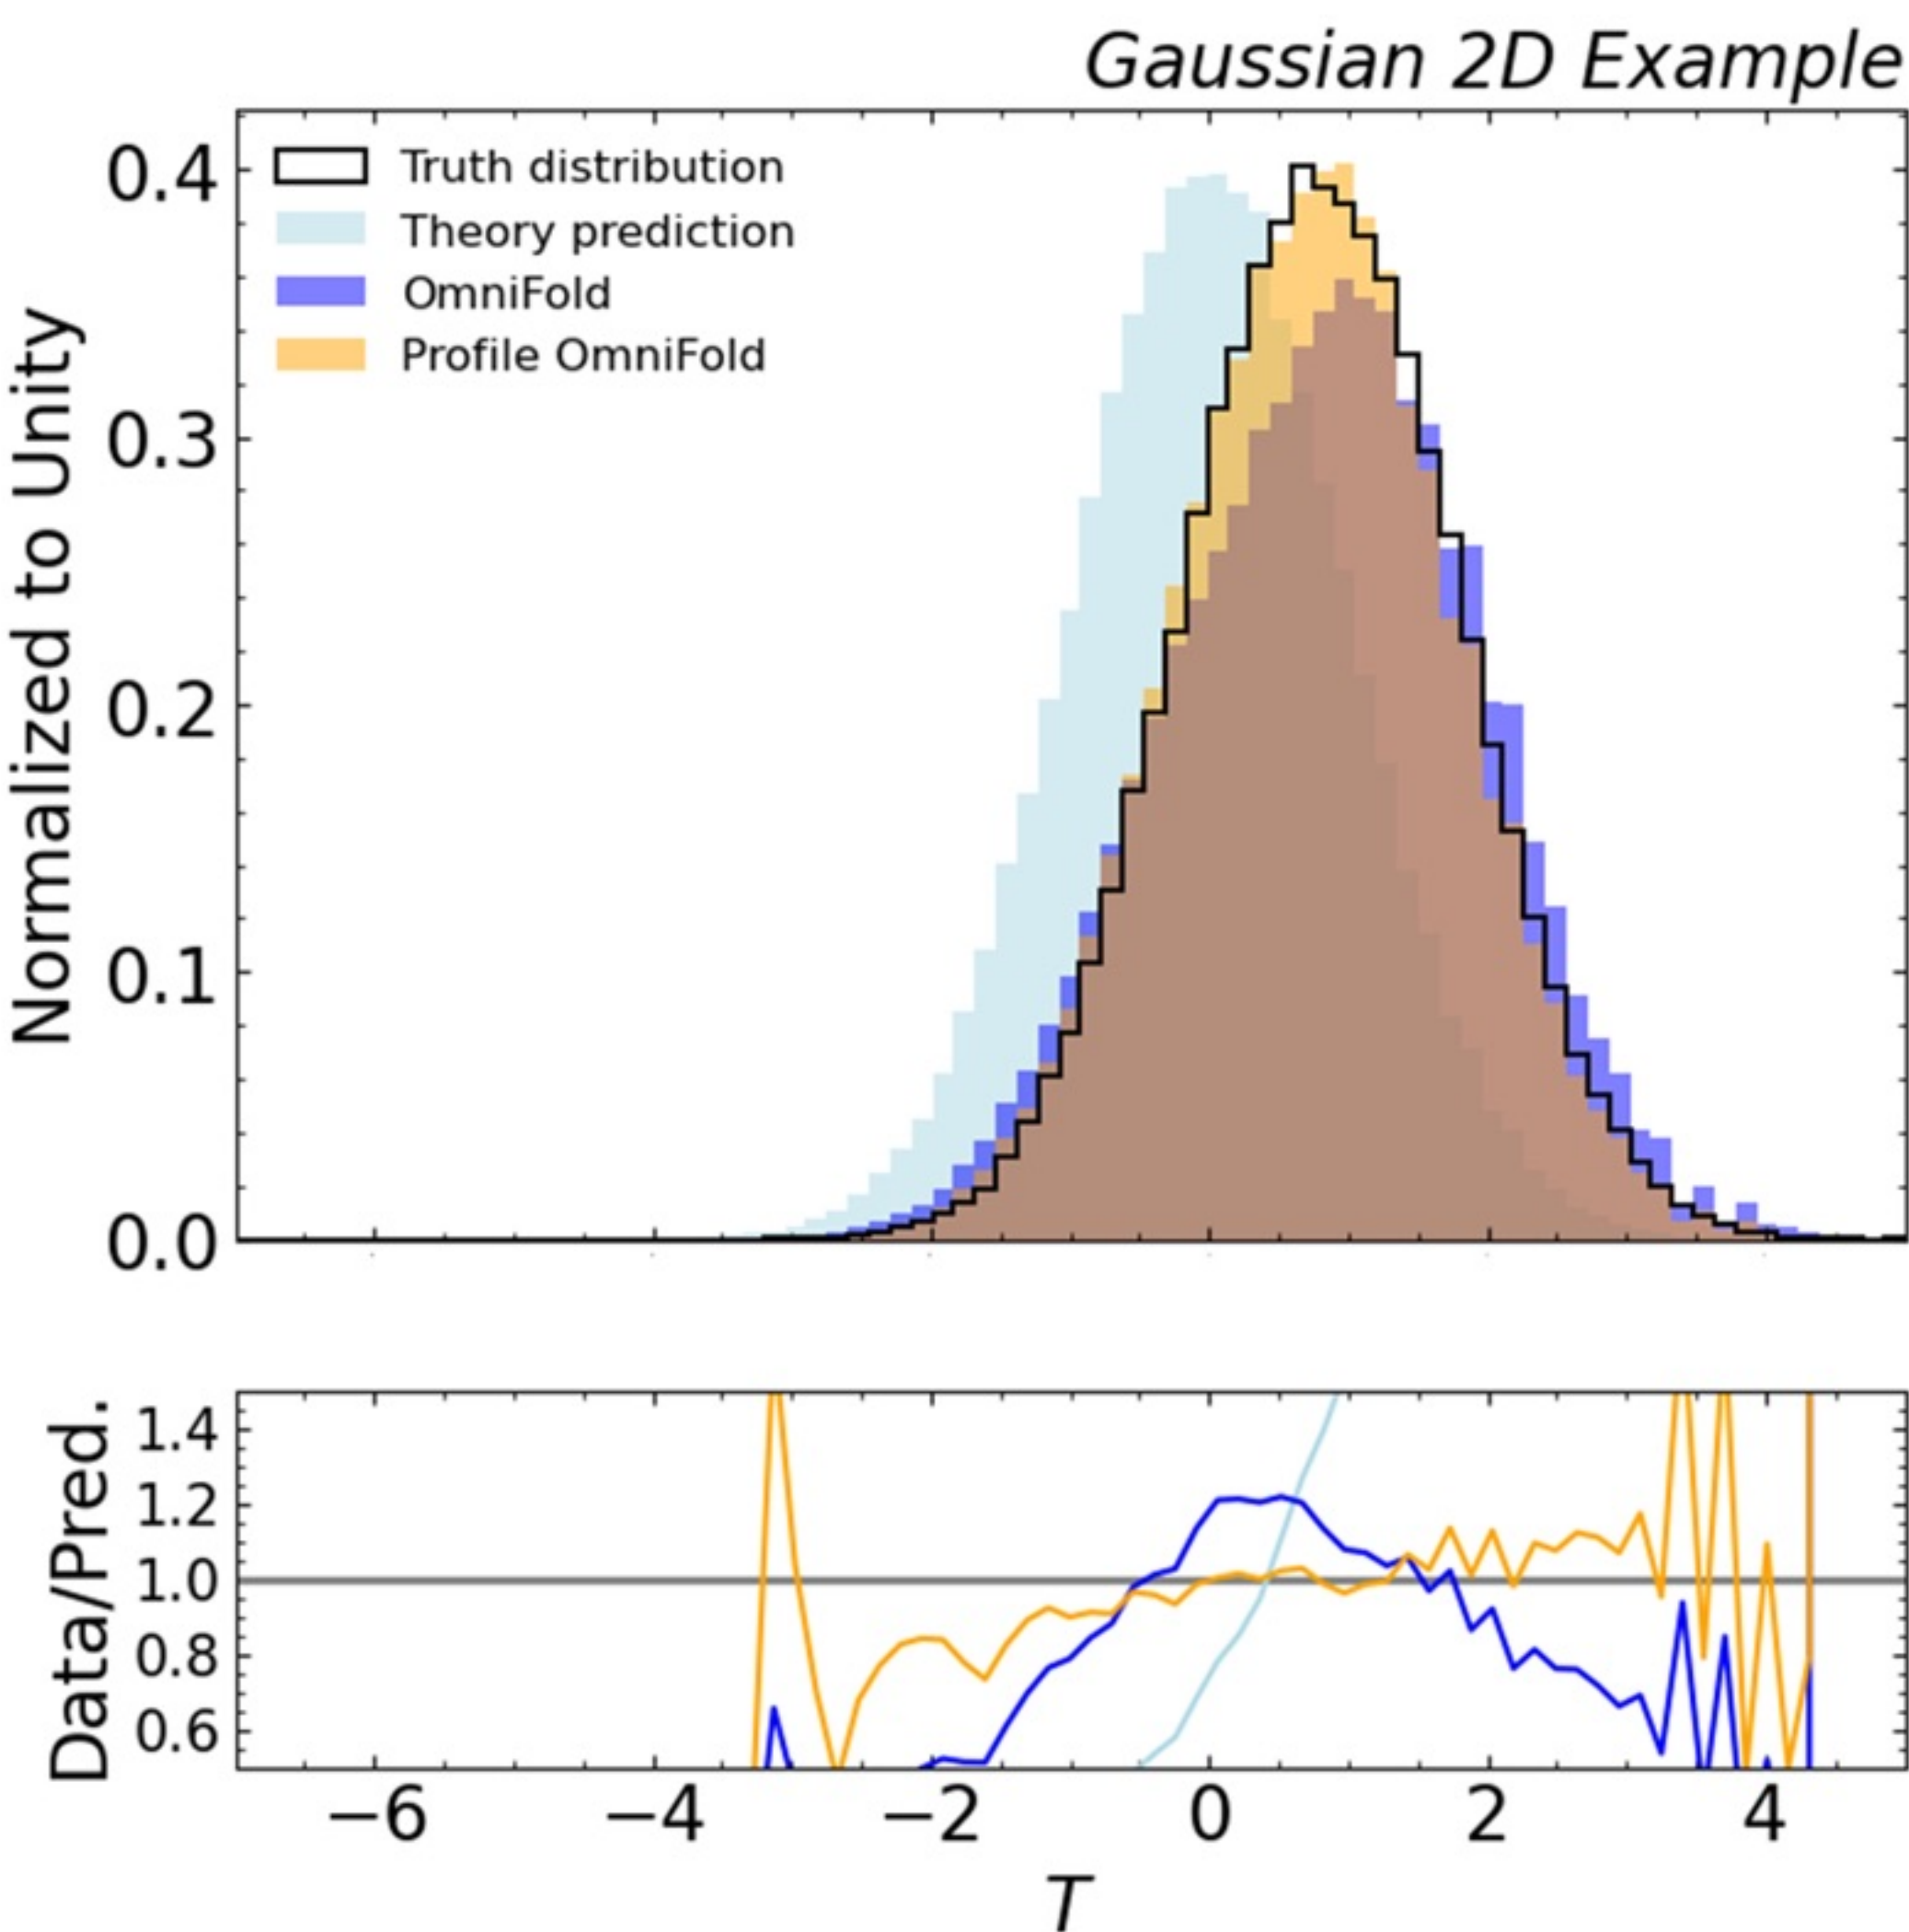 Gaussian 2D Example
Truth distribution
Theory prediction
OmniFold
Profile OmniFold
Normalized to Unity
0.4
0.3
0.2
0.1
0.0
Data/Pred.
1.4
1.2
1.0
0.8
0.6
−6 −4 −2 0 2 4
T